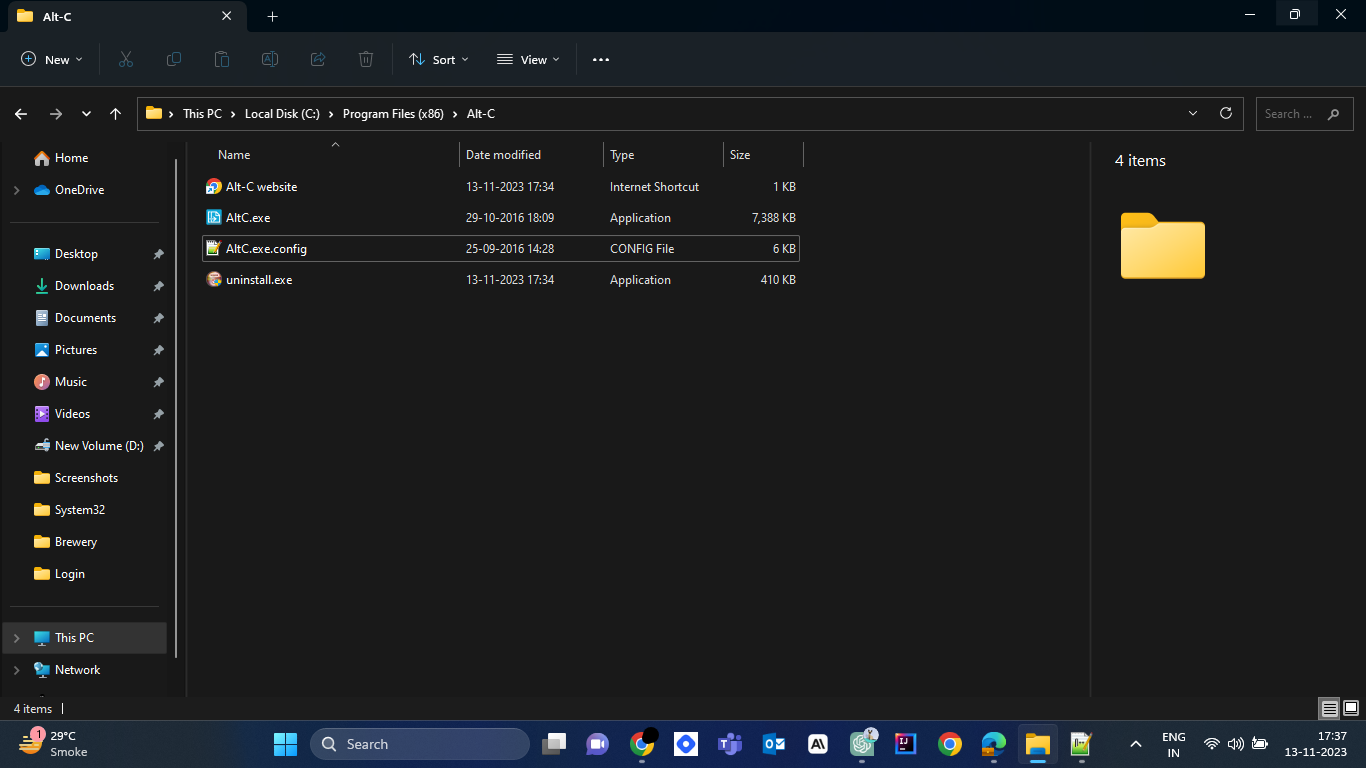 Alt-C
New
Sort
View
This PC > Local Disk (C:) > Program Files (x86) > Alt-C
Search ...
Home
OneDrive
Desktop
Downloads
Documents
Pictures
Music
Videos
New Volume (D:)
Screenshots
System32
Brewery
Login
This PC
Network
Name Date modified Type Size
Alt-C website 13-11-2023 17:34 Internet Shortcut 1 KB
AltC.exe 29-10-2016 18:09 Application 7,388 KB
AltC.exe.config 25-09-2016 14:28 CONFIG File 6 KB
uninstall.exe 13-11-2023 17:34 Application 410 KB
4 items
4 items
1
29°C
Smoke
Search
A\
Y
IJ
ENG
IN
17:37
13-11-2023